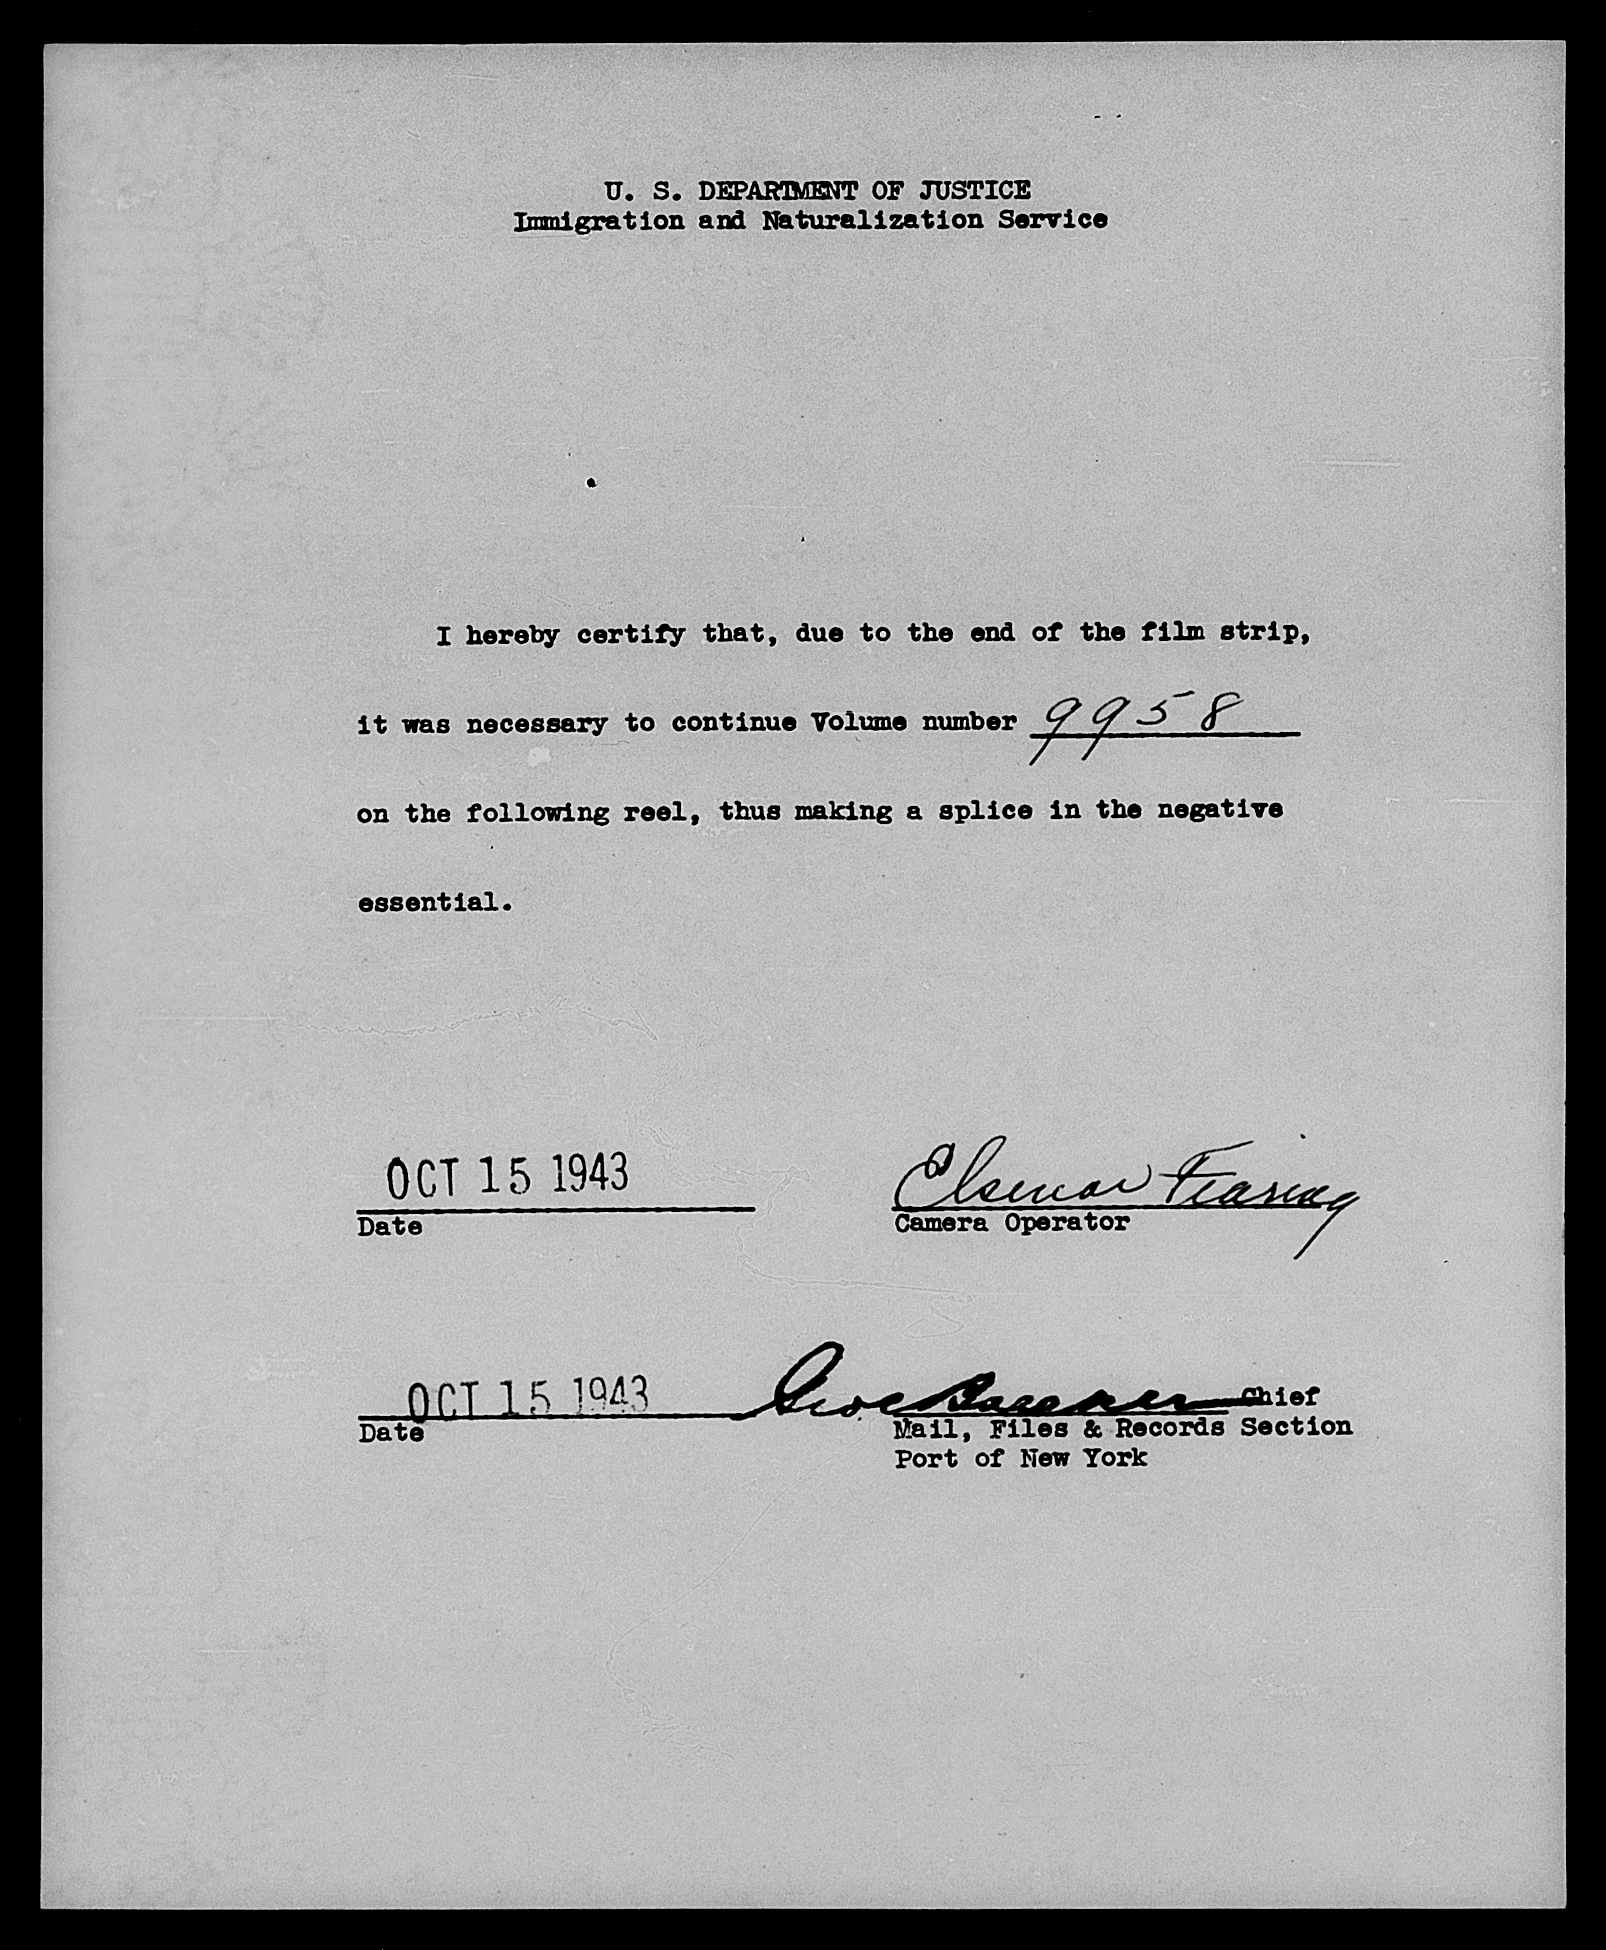 U. S. DEPARTMENT OF JUSTICE
Immigration and Naturalization Service
I hereby certify that, due to the end of the film strip,
it was necessary to continue Volume number 9958
on the following reel, thus making a splice in the negative
essential.
OCT 15 1943
Date
Camera Operator
OCT 15 1943
Date
Chief
Mail, Files & Records Section
Port of New York